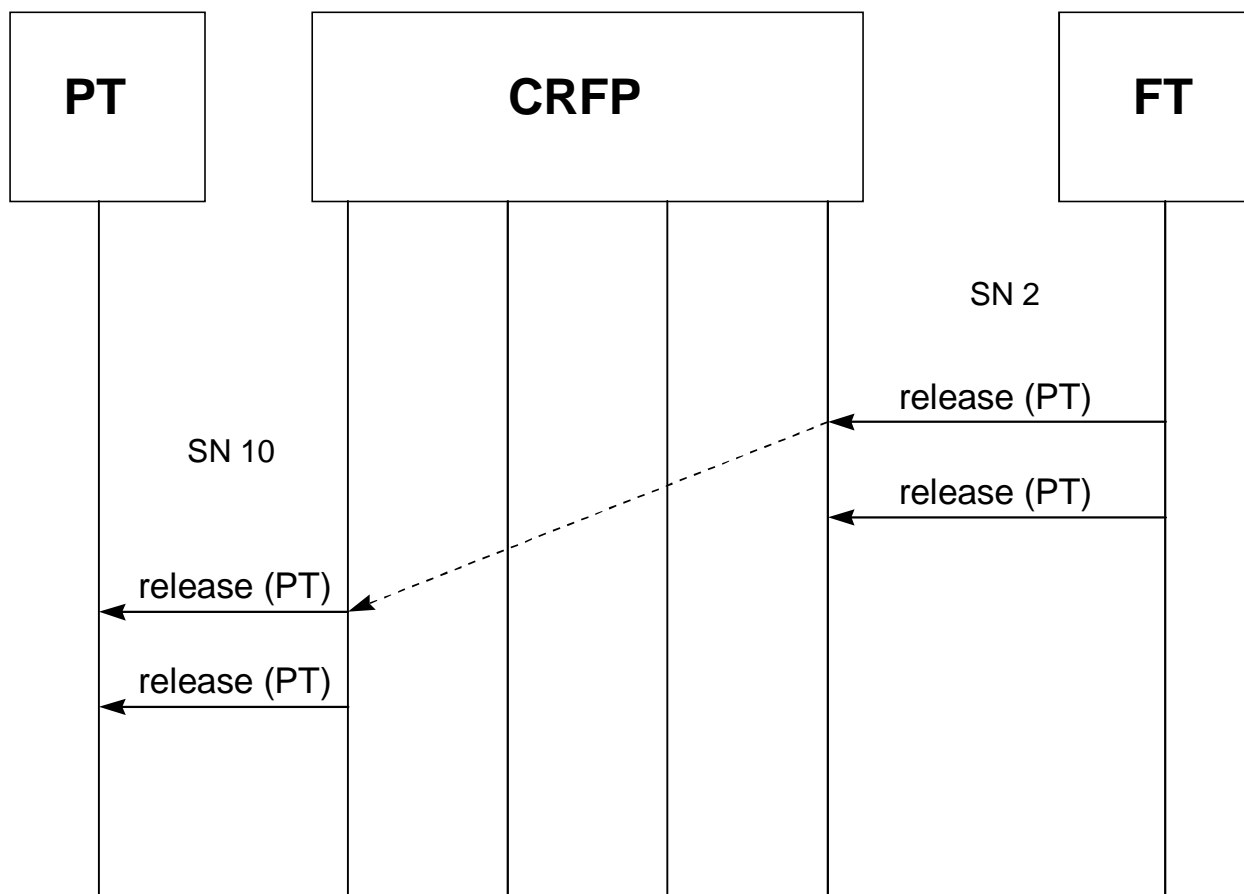 PT
CRFP
FT
SN 2
release (PT)
SN 10
release (PT)
release (PT)
release (PT)